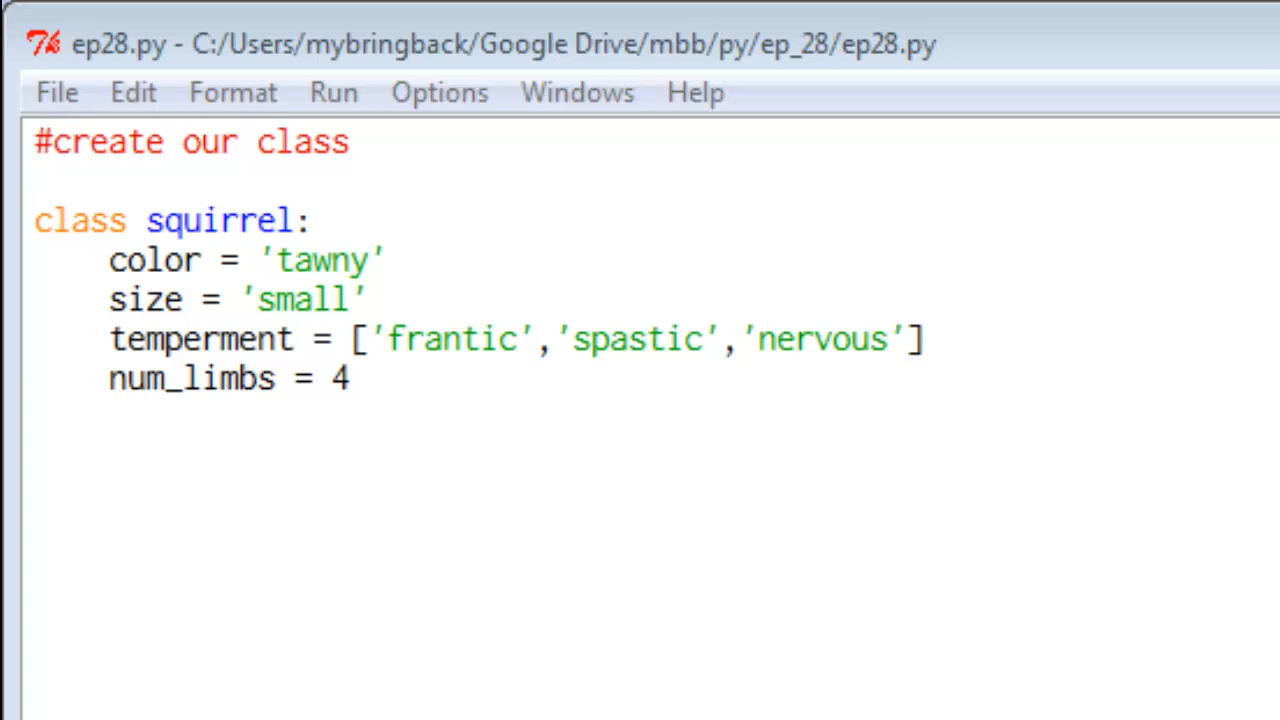 ep28.py - C:/Users/mybringback/Google Drive/mbb/py/ep_28/ep28.py
File Edit Format Run Options Windows Help
#create our class
class squirrel:
    color = 'tawny'
    size = 'small'
    temperment = ['frantic','spastic','nervous']
    num_limbs = 4